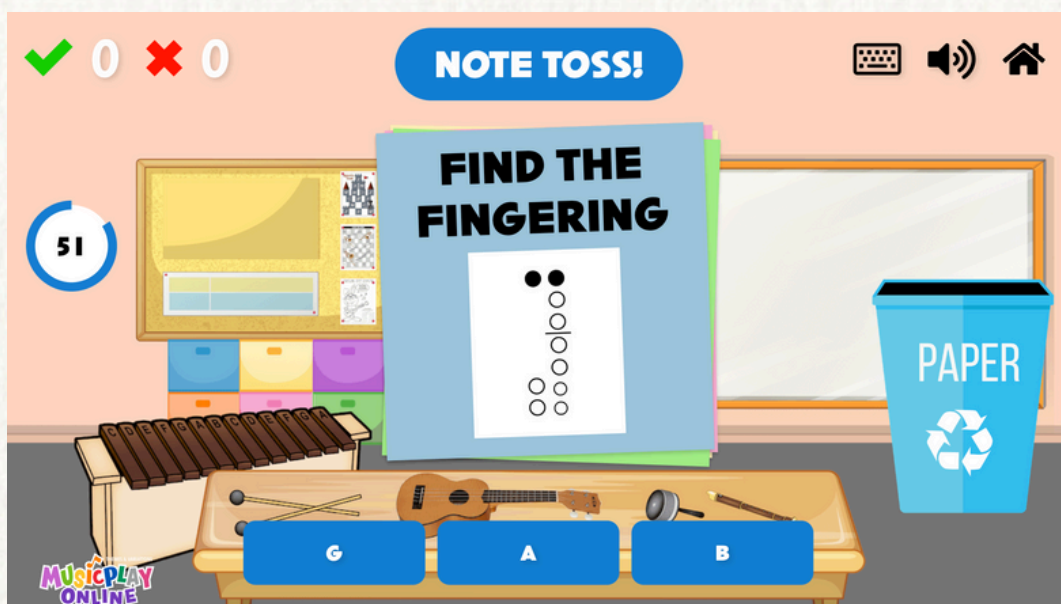 0 0
NOTE TOSS!
FIND THE
FINGERING
51
PAPER
C D E F G A B C D E F G A
G A B
MUSICPLAY
ONLINE